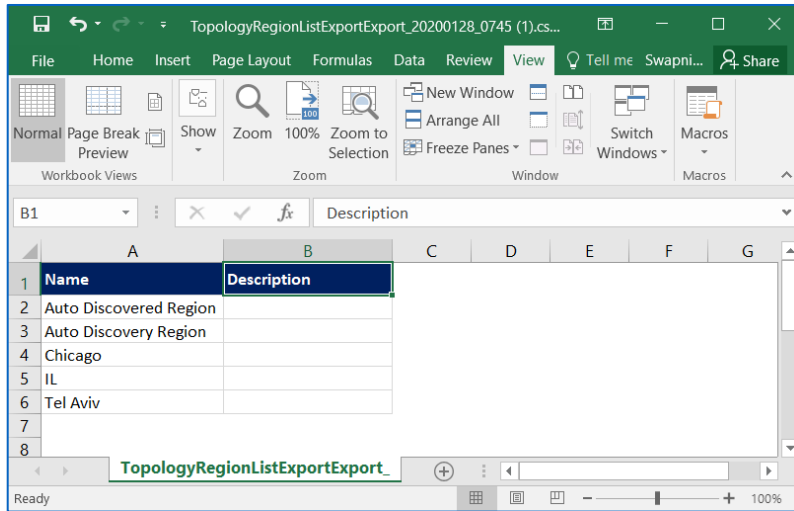 TopologyRegionListExportExport_20200128_0745 (1).cs...
File Home Insert Page Layout Formulas Data Review View Tell me Swapni... Share
Normal Page Break Preview
Show
Zoom 100% Zoom to Selection
New Window
Arrange All
Freeze Panes
Switch Windows
Macros
Workbook Views Zoom Window Macros
B1 fx Description
A B C D E F G
1 Name Description
2 Auto Discovered Region
3 Auto Discovery Region
4 Chicago
5 IL
6 Tel Aviv
7
8
TopologyRegionListExportExport_
Ready 100%